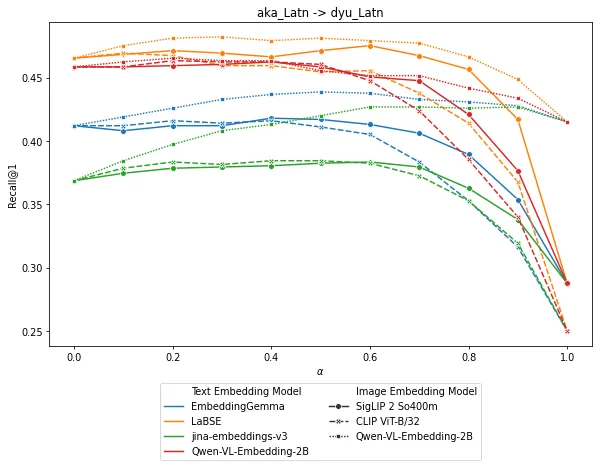 aka_Latn -> dyu_Latn
Recall@1
0.45
0.40
0.35
0.30
0.25
0.0 0.2 0.4 0.6 0.8 1.0
α
Text Embedding Model
EmbeddingGemma
LaBSE
jina-embeddings-v3
Qwen-VL-Embedding-2B
Image Embedding Model
SigLIP 2 So400m
CLIP ViT-B/32
Qwen-VL-Embedding-2B